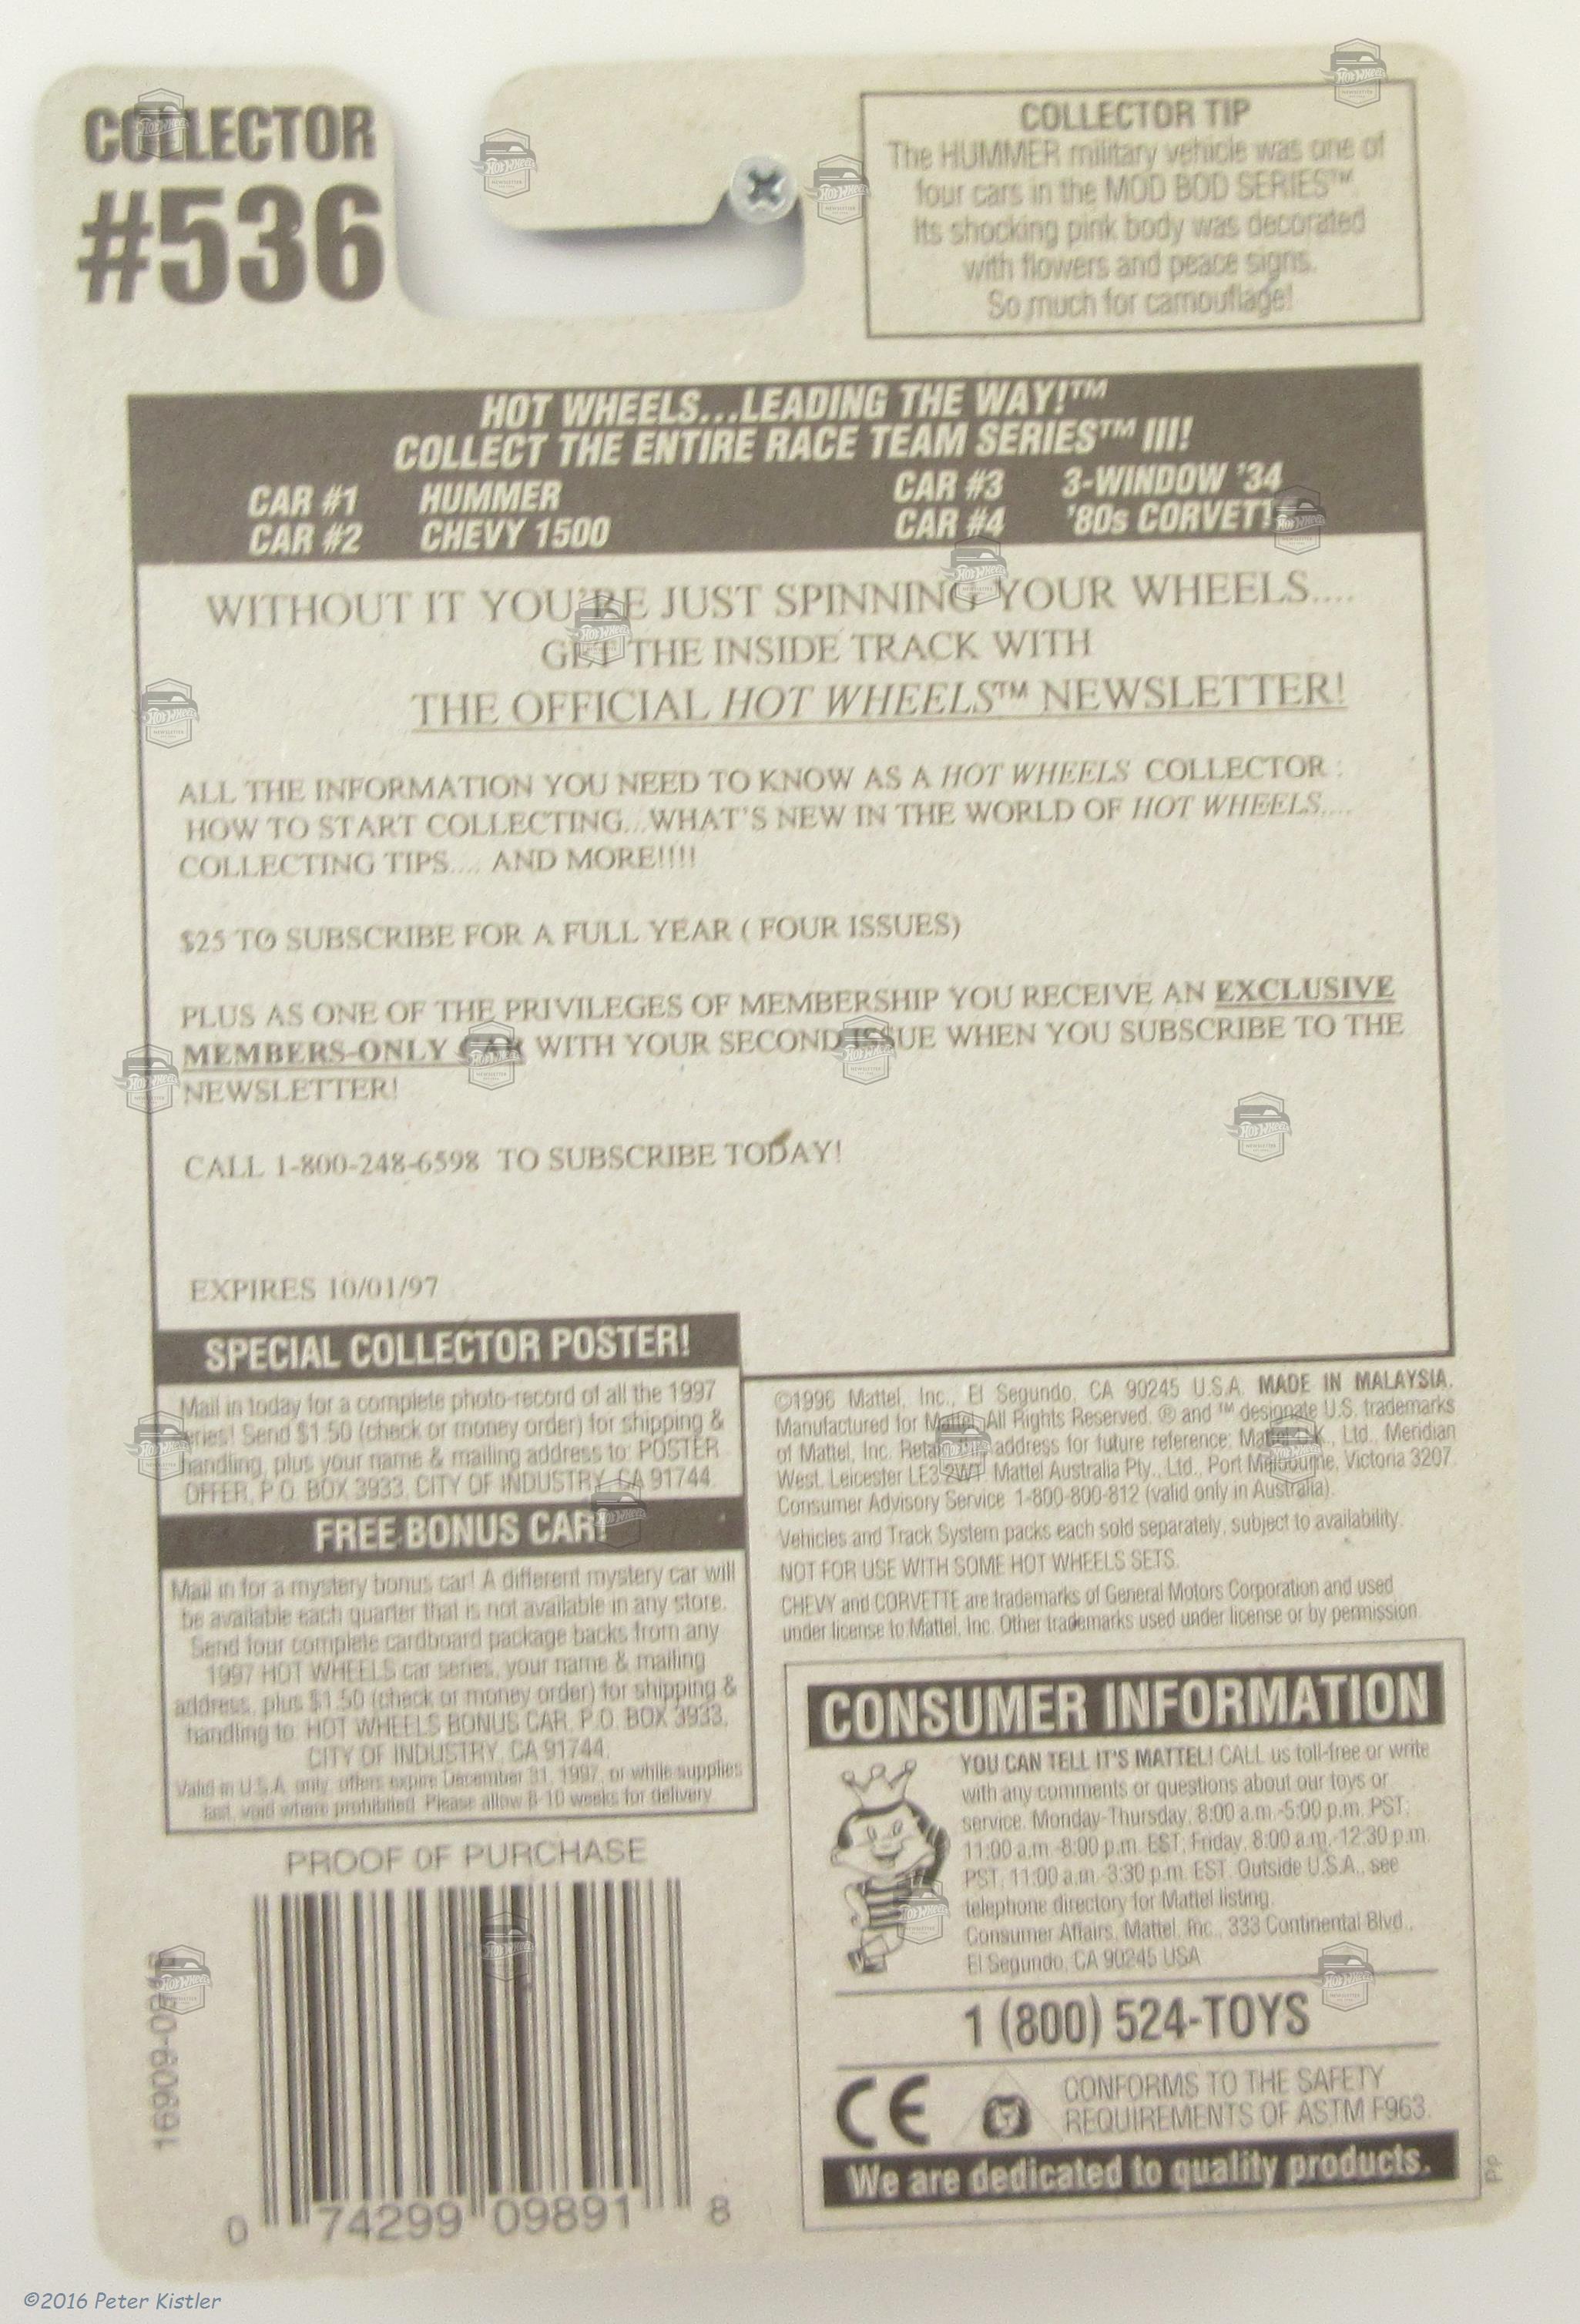 COLLECTOR
#536
COLLECTOR TIP
The HUMMER military vehicle was one of
four cars in the MOD BOD SERIES™.
Its shocking pink body was decorated
with flowers and peace signs.
So much for camouflage!
HOT WHEELS...LEADING THE WAY!™
COLLECT THE ENTIRE RACE TEAM SERIES™ III!
CAR #1 HUMMER CAR #3 3-WINDOW '34
CAR #2 CHEVY 1500 CAR #4 '80s CORVETTE
WITHOUT IT YOU'RE JUST SPINNING YOUR WHEELS....
GET THE INSIDE TRACK WITH
THE OFFICIAL HOT WHEELS™ NEWSLETTER!
ALL THE INFORMATION YOU NEED TO KNOW AS A HOT WHEELS COLLECTOR :
HOW TO START COLLECTING...WHAT'S NEW IN THE WORLD OF HOT WHEELS....
COLLECTING TIPS.... AND MORE!!!!
$25 TO SUBSCRIBE FOR A FULL YEAR ( FOUR ISSUES)
PLUS AS ONE OF THE PRIVILEGES OF MEMBERSHIP YOU RECEIVE AN EXCLUSIVE
MEMBERS-ONLY CAR WITH YOUR SECOND ISSUE WHEN YOU SUBSCRIBE TO THE
NEWSLETTER!
CALL 1-800-248-6598 TO SUBSCRIBE TODAY!
EXPIRES 10/01/97
SPECIAL COLLECTOR POSTER!
Mail in today for a complete photo-record of all the 1997
series! Send $1.50 (check or money order) for shipping &
handling, plus your name & mailing address to: POSTER
OFFER, P.O. BOX 3933, CITY OF INDUSTRY, CA 91744.
FREE BONUS CAR!
Mail in for a mystery bonus car! A different mystery car will
be available each quarter that is not available in any store.
Send four complete cardboard package backs from any
1997 HOT WHEELS car series, your name & mailing
address, plus $1.50 (check or money order) for shipping &
handling to: HOT WHEELS BONUS CAR, P.O. BOX 3933,
CITY OF INDUSTRY, CA 91744.
Valid in U.S.A. only, offers expire December 31, 1997, or while supplies
last, void where prohibited. Please allow 8-10 weeks for delivery.
©1996 Mattel, Inc., El Segundo, CA 90245 U.S.A. MADE IN MALAYSIA.
Manufactured for Mattel. All Rights Reserved. ® and ™ designate U.S. trademarks
of Mattel, Inc. Retain this address for future reference: Mattel U.K., Ltd., Meridian
West, Leicester LE3 2WT. Mattel Australia Pty., Ltd., Port Melbourne, Victoria 3207.
Consumer Advisory Service 1-800-800-812 (valid only in Australia).
Vehicles and Track System packs each sold separately, subject to availability.
NOT FOR USE WITH SOME HOT WHEELS SETS.
CHEVY and CORVETTE are trademarks of General Motors Corporation and used
under license to Mattel, Inc. Other trademarks used under license or by permission.
CONSUMER INFORMATION
YOU CAN TELL IT'S MATTEL! CALL us toll-free or write
with any comments or questions about our toys or
service. Monday-Thursday, 8:00 a.m.-5:00 p.m. PST;
11:00 a.m.-8:00 p.m. EST; Friday, 8:00 a.m.-12:30 p.m.
PST, 11:00 a.m.-3:30 p.m. EST. Outside U.S.A., see
telephone directory for Mattel listing.
Consumer Affairs, Mattel, Inc., 333 Continental Blvd.,
El Segundo, CA 90245 USA
1 (800) 524-TOYS
CE
CONFORMS TO THE SAFETY
REQUIREMENTS OF ASTM F963.
We are dedicated to quality products.
PROOF OF PURCHASE
0 74299 09891 8
©2016 Peter Kistler